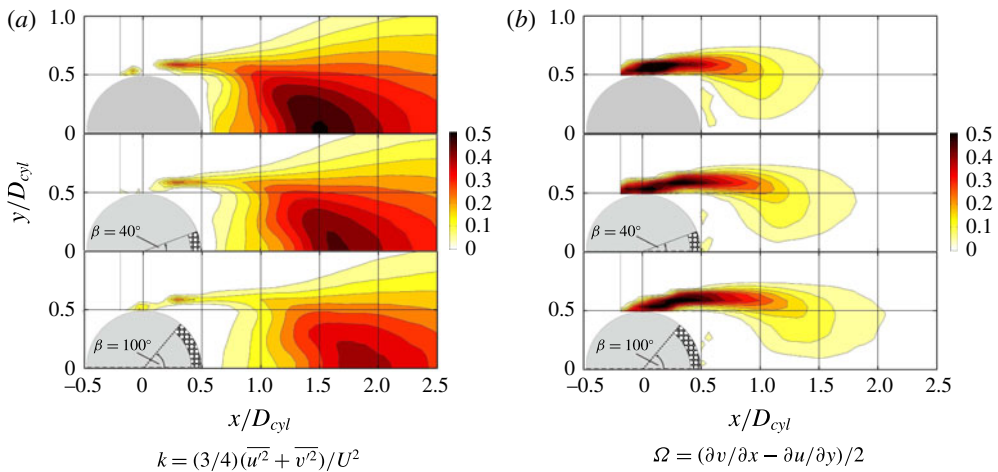 (a)
1.0
0.5
0
0.5
β = 40°
0
0.5
β = 100°
0
–0.5 0 0.5 1.0 1.5 2.0 2.5
y/D_cyl
x/D_cyl
0.5
0.4
0.3
0.2
0.1
0
k = (3/4)(\overline{u'^2} + \overline{v'^2})/U^2
(b)
1.0
0.5
0
0.5
β = 40°
0
0.5
β = 100°
0
–0.5 0 0.5 1.0 1.5 2.0 2.5
x/D_cyl
0.5
0.4
0.3
0.2
0.1
0
Ω = (∂v/∂x − ∂u/∂y)/2